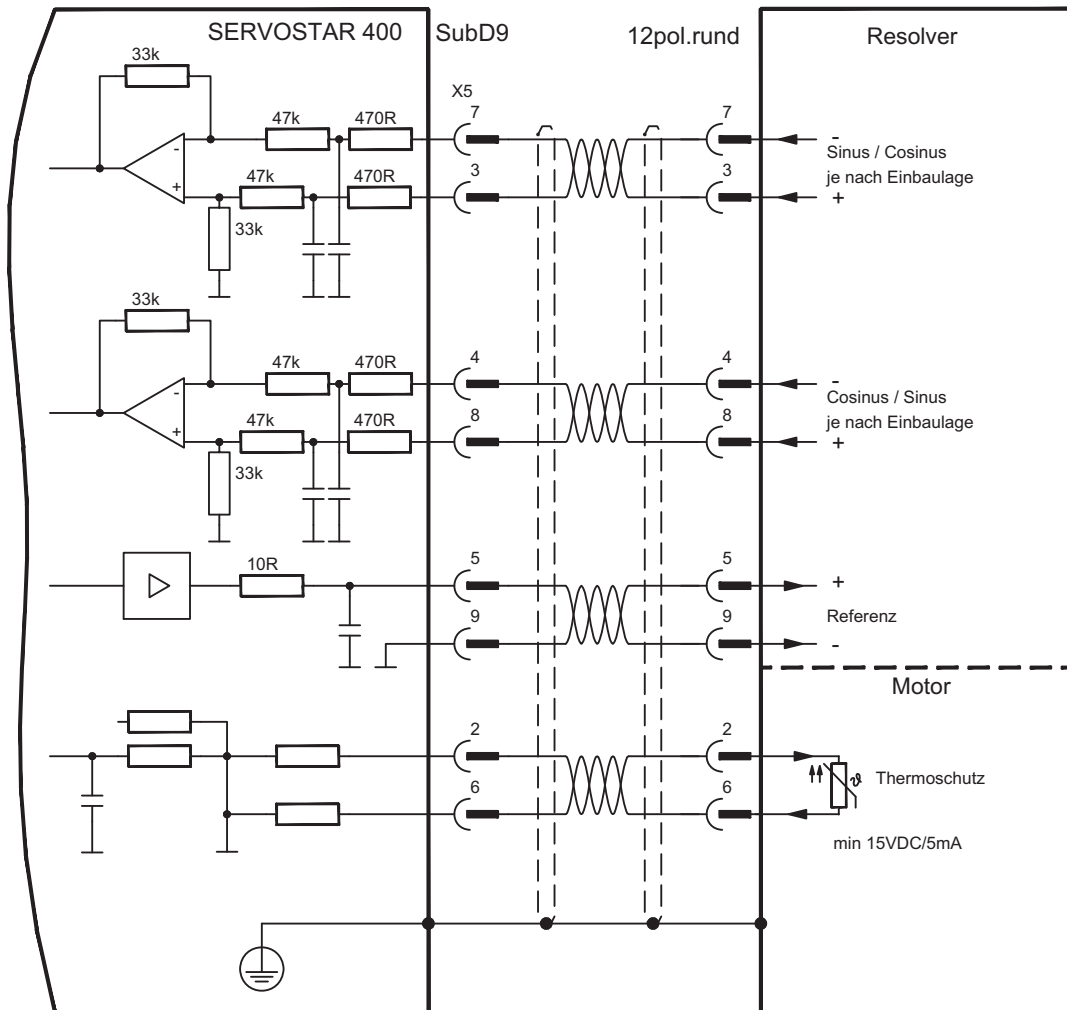 SERVOSTAR 400 SubD9 12pol.rund Resolver
33k
X5
47k 470R 7 7 -
- Sinus / Cosinus
47k 470R 3 3 je nach Einbaulage
+ +
33k
33k
47k 470R 4 4 -
- Cosinus / Sinus
47k 470R 8 8 je nach Einbaulage
+ +
33k
10R 5 5 +
9 9 Referenz
-
Motor
2 2
ϑ Thermoschutz
6 6
min 15VDC/5mA